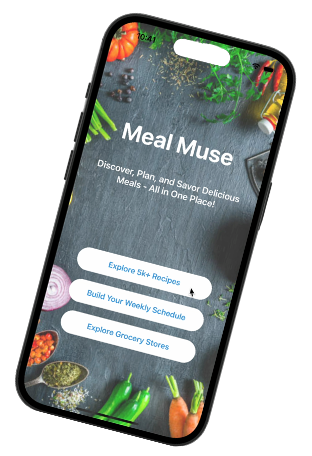 10:41
Meal Muse
Discover, Plan, and Savor Delicious
Meals - All in One Place!
Explore 5k+ Recipes
Build Your Weekly Schedule
Explore Grocery Stores